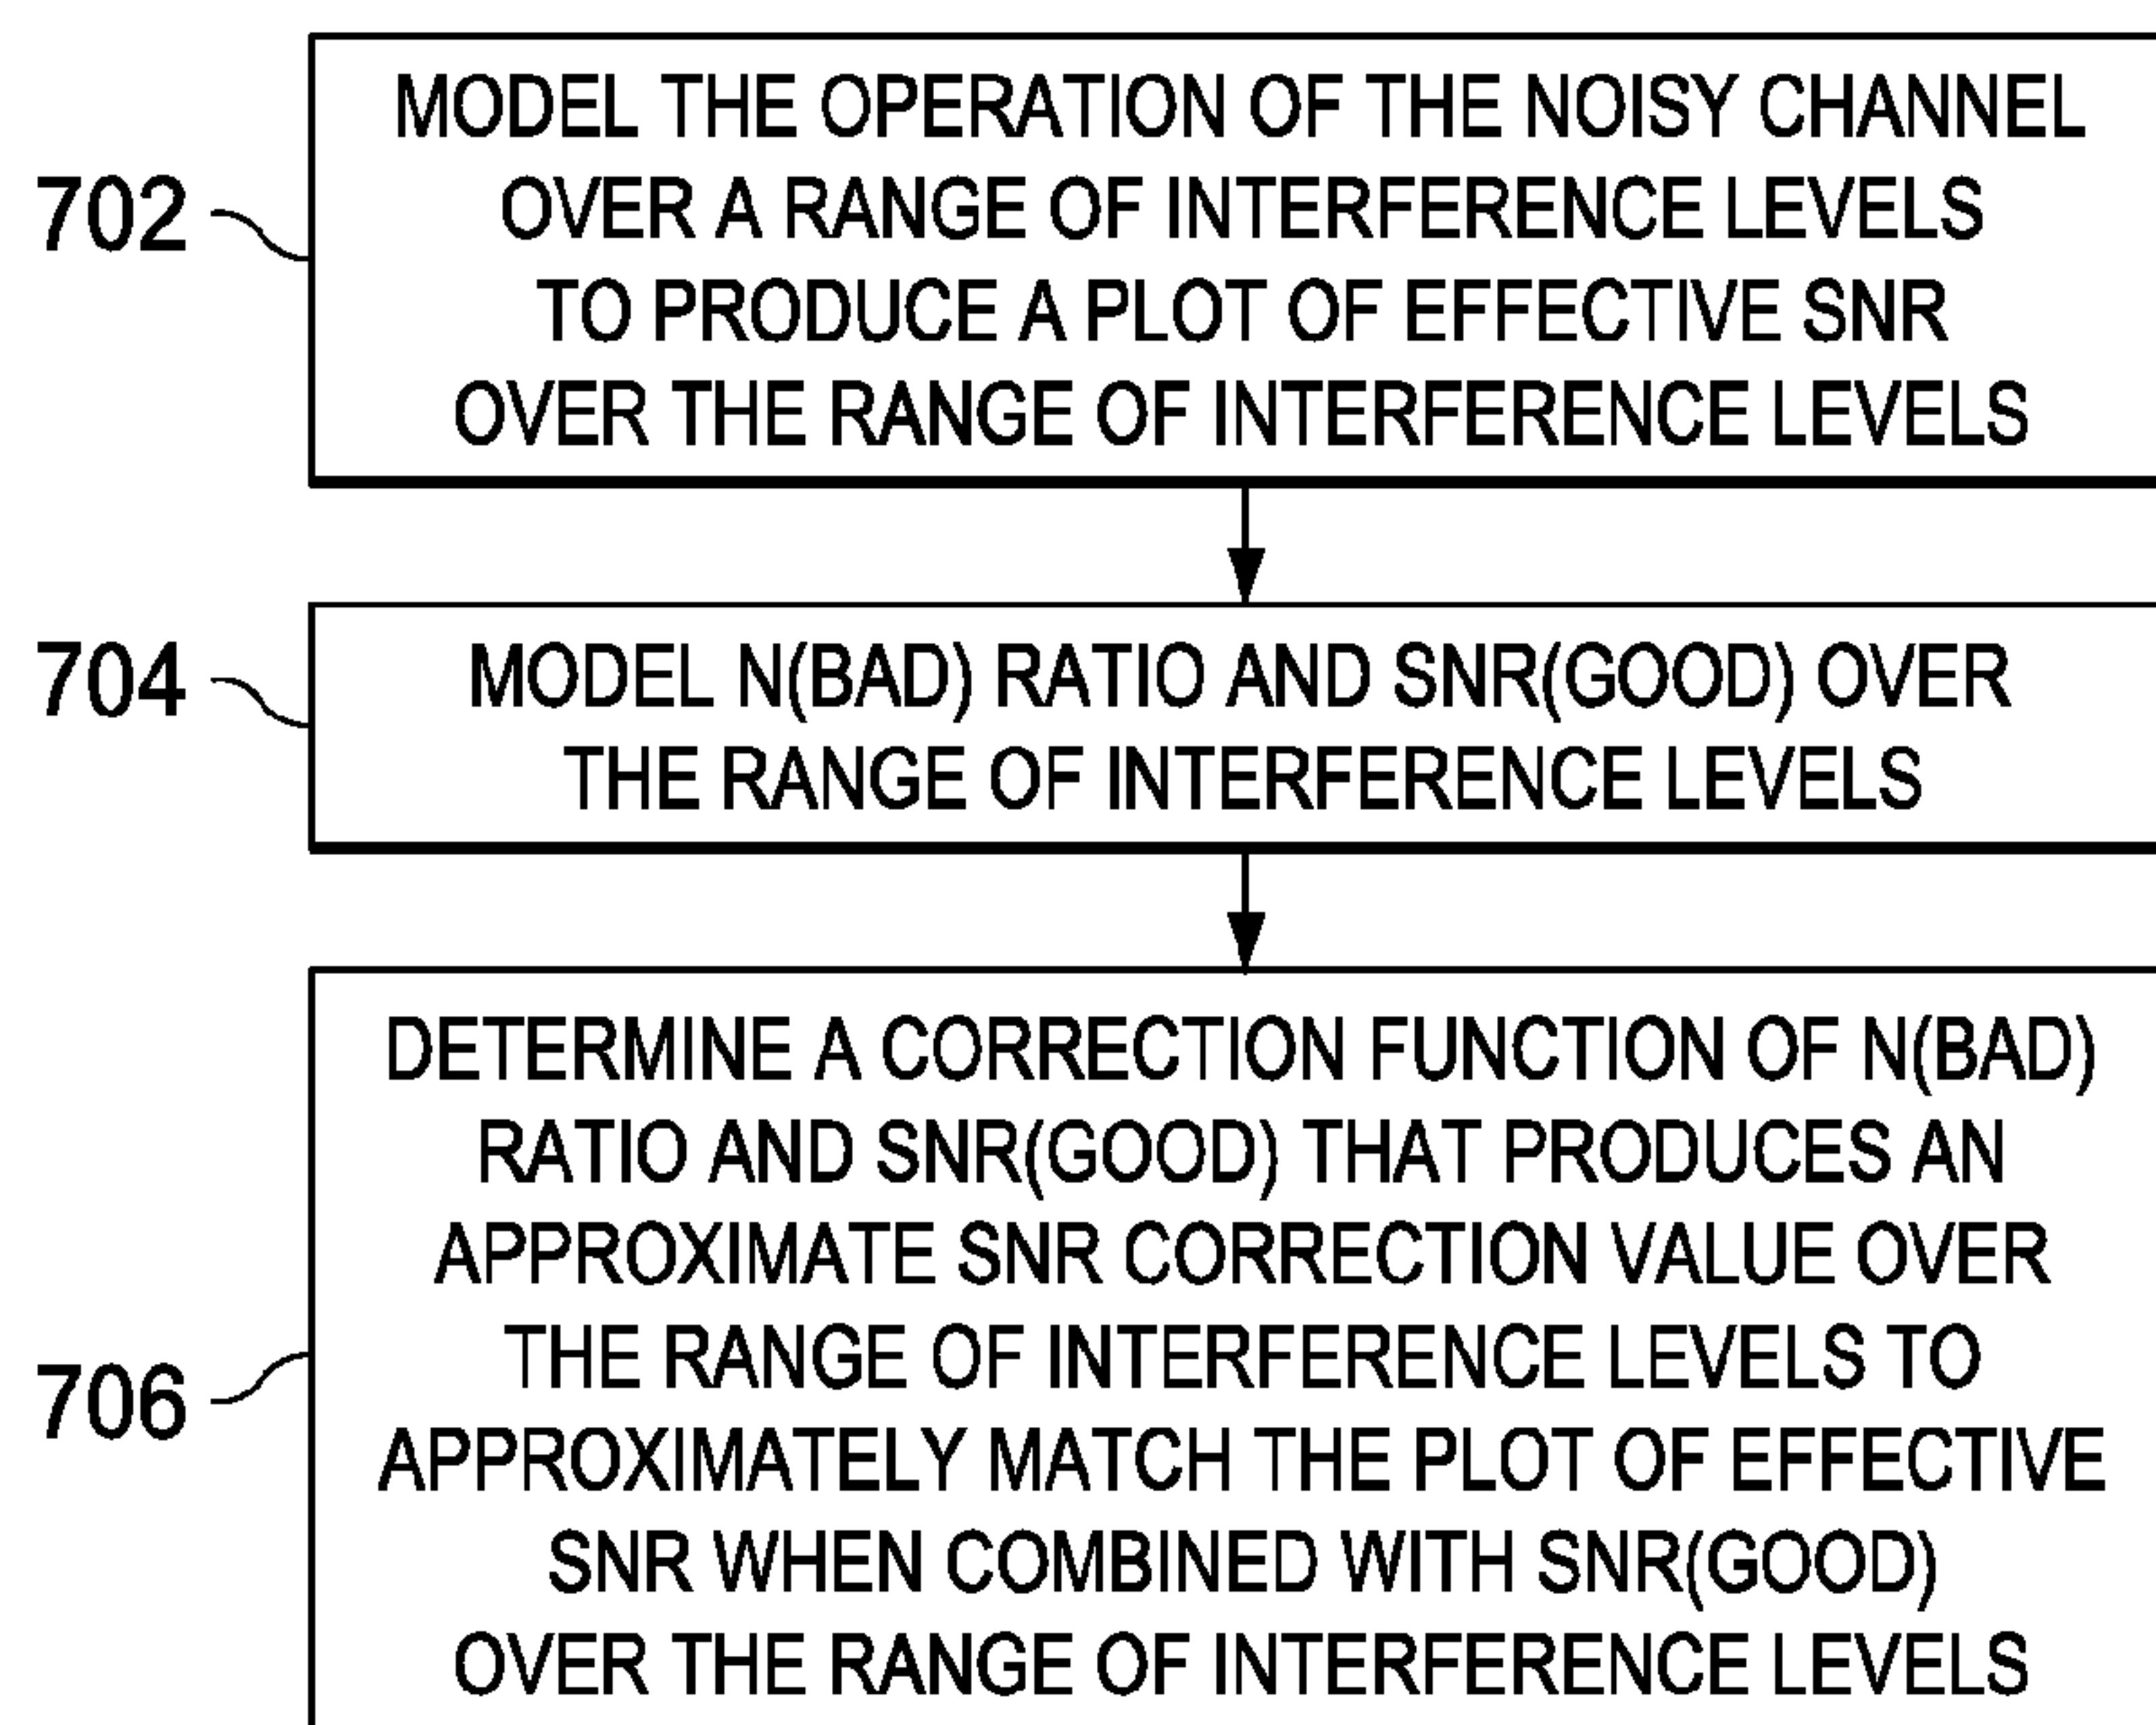 702
MODEL THE OPERATION OF THE NOISY CHANNEL
OVER A RANGE OF INTERFERENCE LEVELS
TO PRODUCE A PLOT OF EFFECTIVE SNR
OVER THE RANGE OF INTERFERENCE LEVELS
704
MODEL N(BAD) RATIO AND SNR(GOOD) OVER
THE RANGE OF INTERFERENCE LEVELS
706
DETERMINE A CORRECTION FUNCTION OF N(BAD)
RATIO AND SNR(GOOD) THAT PRODUCES AN
APPROXIMATE SNR CORRECTION VALUE OVER
THE RANGE OF INTERFERENCE LEVELS TO
APPROXIMATELY MATCH THE PLOT OF EFFECTIVE
SNR WHEN COMBINED WITH SNR(GOOD)
OVER THE RANGE OF INTERFERENCE LEVELS